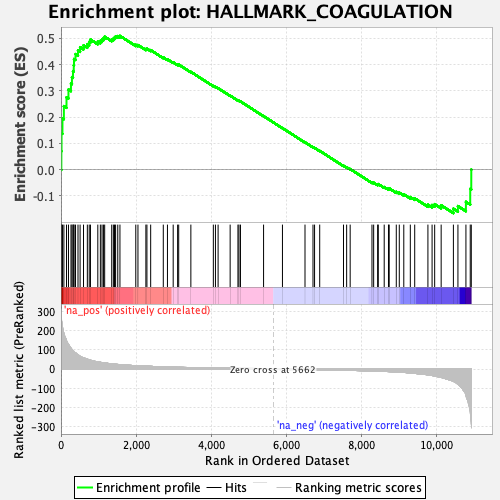 Enrichment plot: HALLMARK_COAGULATION
Enrichment score (ES)
0.5
0.4
0.3
0.2
0.1
0.0
-0.1
'na_pos' (positively correlated)
Ranked list metric (PreRanked)
300
200
100
0
-100
-200
-300
Zero cross at 5662
'na_neg' (negatively correlated)
0
2,000
4,000
6,000
8,000
10,000
Rank in Ordered Dataset
Enrichment profile
Hits
Ranking metric scores